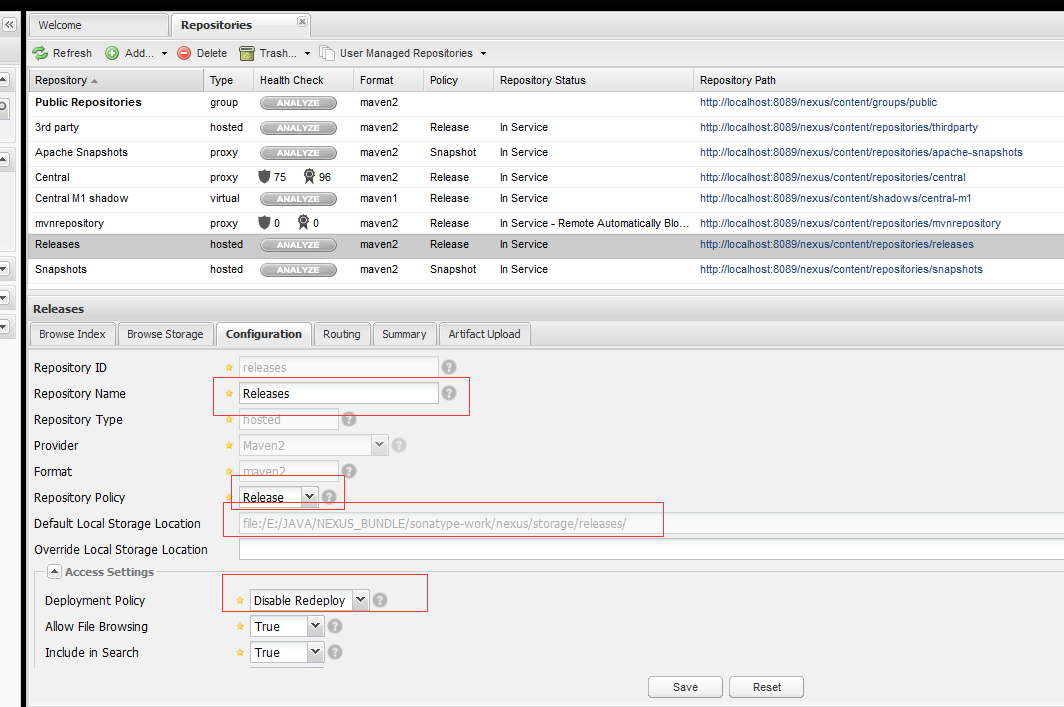 Welcome
Repositories
Refresh Add... Delete Trash... User Managed Repositories
Repository Type Health Check Format Policy Repository Status Repository Path
Public Repositories group ANALYZE maven2 http://localhost:8089/nexus/content/groups/public
3rd party hosted ANALYZE maven2 Release In Service http://localhost:8089/nexus/content/repositories/thirdparty
Apache Snapshots proxy ANALYZE maven2 Snapshot In Service http://localhost:8089/nexus/content/repositories/apache-snapshots
Central proxy 75 96 maven2 Release In Service http://localhost:8089/nexus/content/repositories/central
Central M1 shadow virtual ANALYZE maven1 Release In Service http://localhost:8089/nexus/content/shadows/central-m1
mvnrepository proxy 0 0 maven2 Release In Service - Remote Automatically Blo... http://localhost:8089/nexus/content/repositories/mvnrepository
Releases hosted ANALYZE maven2 Release In Service http://localhost:8089/nexus/content/repositories/releases
Snapshots hosted ANALYZE maven2 Snapshot In Service http://localhost:8089/nexus/content/repositories/snapshots
Releases
Browse Index Browse Storage Configuration Routing Summary Artifact Upload
Repository ID releases
Repository Name Releases
Repository Type hosted
Provider Maven2
Format maven2
Repository Policy Release
Default Local Storage Location file:/E:/JAVA/NEXUS_BUNDLE/sonatype-work/nexus/storage/releases/
Override Local Storage Location
Access Settings
Deployment Policy Disable Redeploy
Allow File Browsing True
Include in Search True
Save Reset